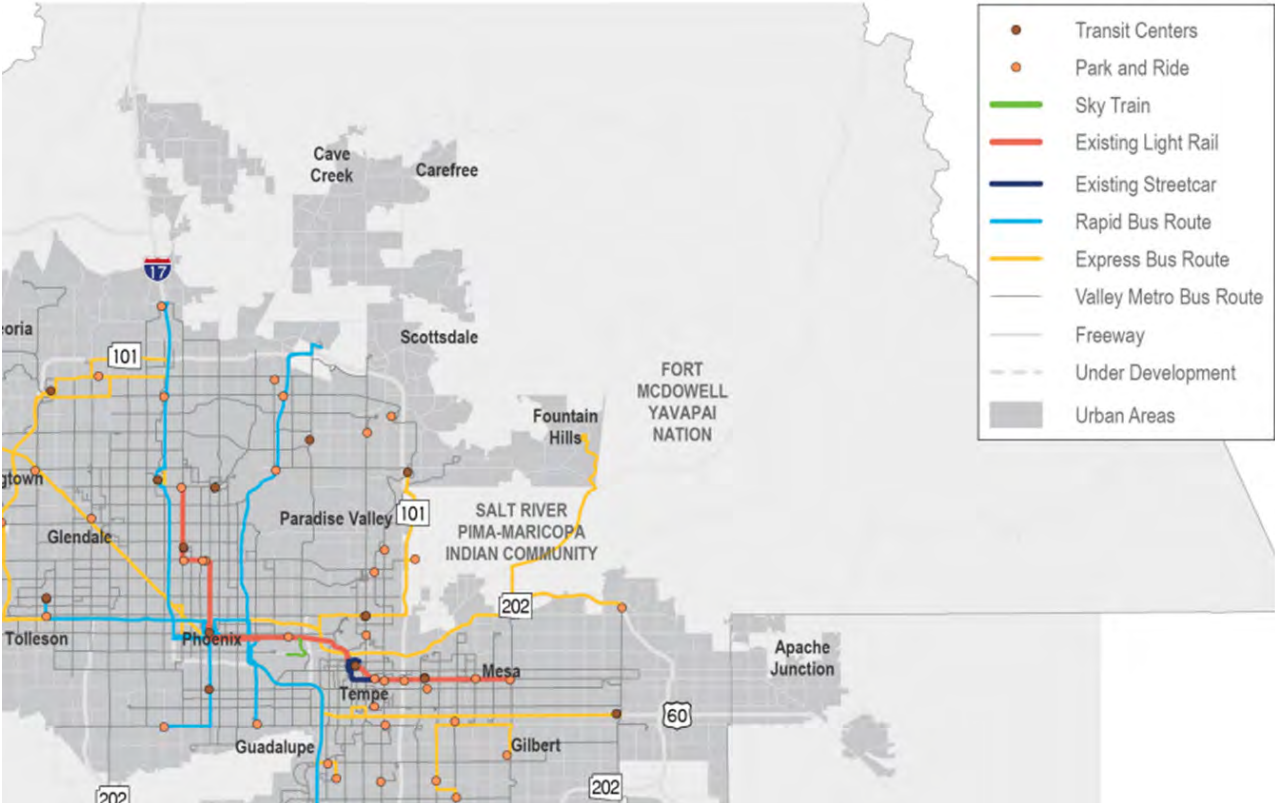 Transit Centers
Park and Ride
Sky Train
Existing Light Rail
Existing Streetcar
Rapid Bus Route
Express Bus Route
Valley Metro Bus Route
Freeway
Under Development
Urban Areas
Cave
Creek
Carefree
17
eoria
101
Scottsdale
FORT
MCDOWELL
YAVAPAI
NATION
Fountain
Hills
gtown
Glendale
Paradise Valley
101
SALT RIVER
PIMA-MARICOPA
INDIAN COMMUNITY
202
Tolleson
Phoenix
Apache
Junction
Mesa
Tempe
60
Guadalupe
Gilbert
202
202